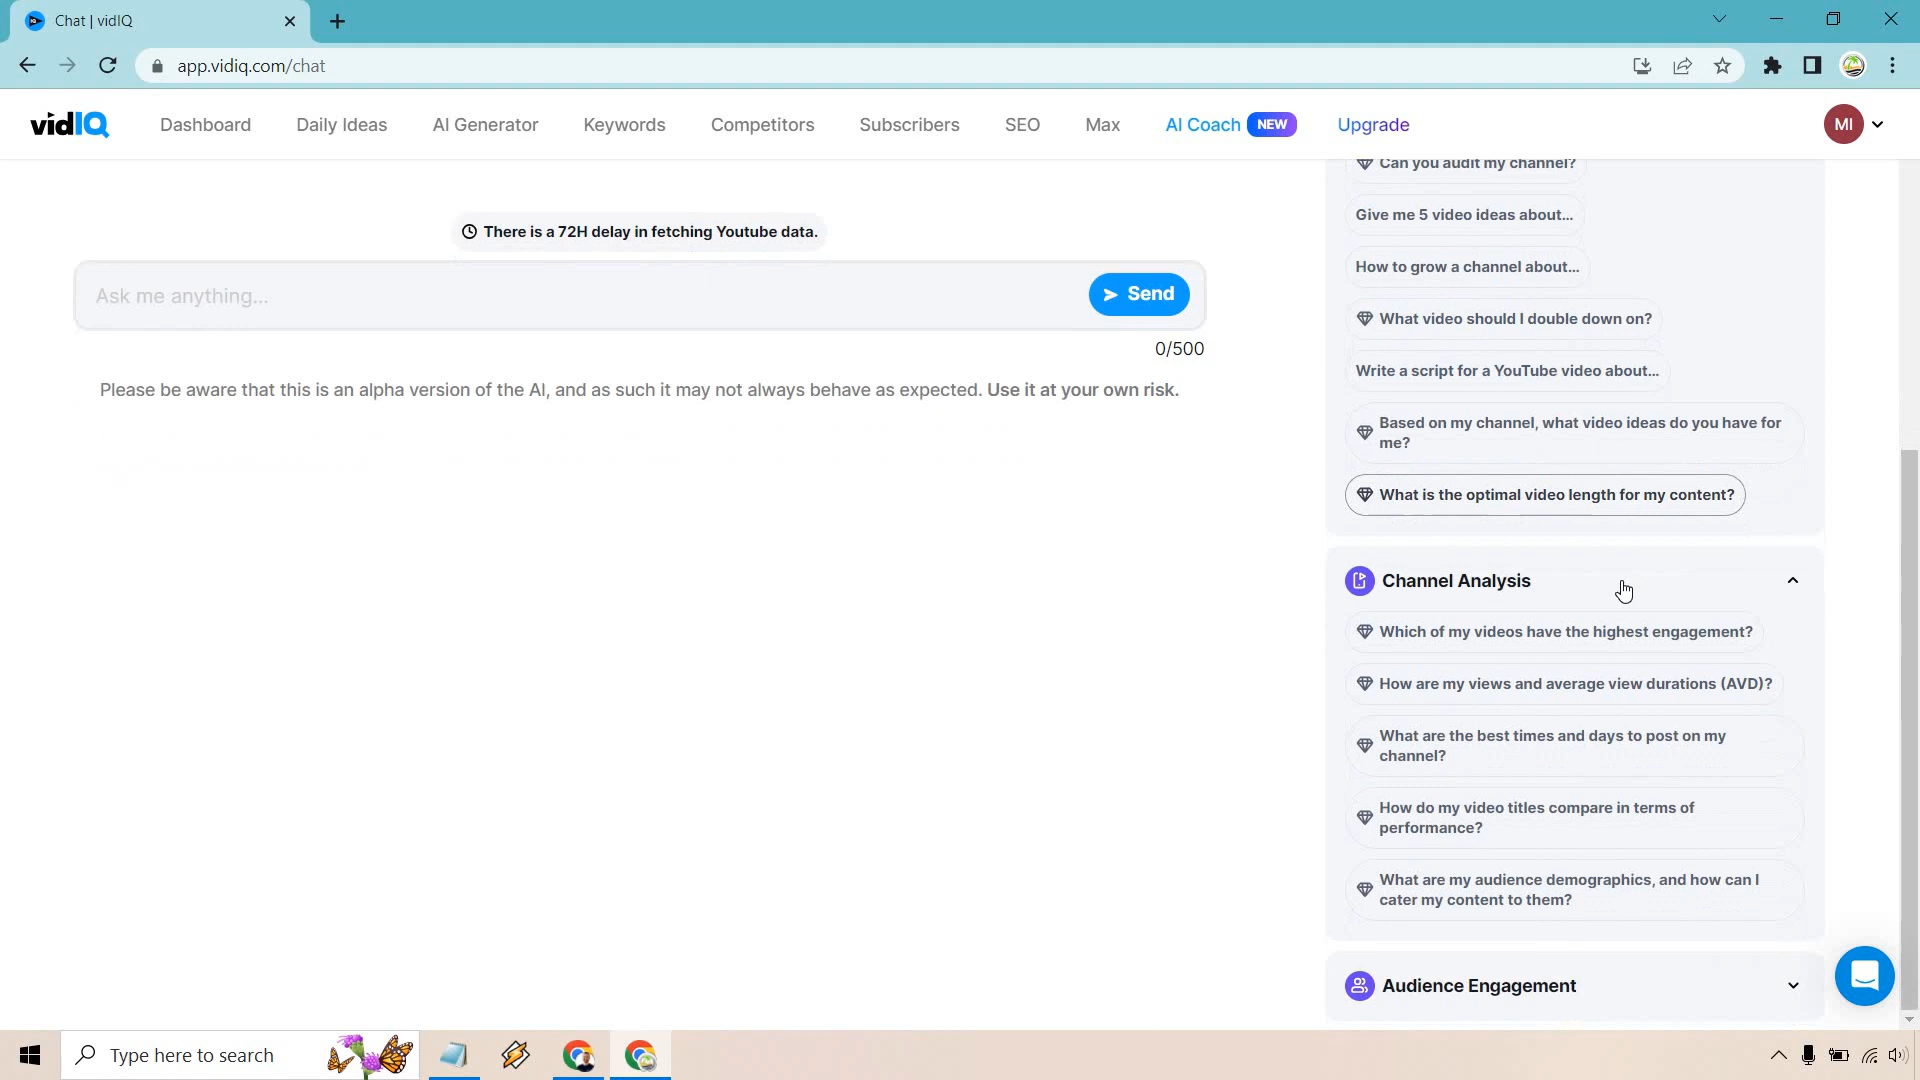 Chat | vidIQ
app.vidiq.com/chat
vidIQ
Dashboard
Daily Ideas
AI Generator
Keywords
Competitors
Subscribers
SEO
Max
AI Coach NEW
Upgrade
MI
There is a 72H delay in fetching Youtube data.
Ask me anything...
Send
0/500
Please be aware that this is an alpha version of the AI, and as such it may not always behave as expected. Use it at your own risk.
Can you audit my channel?
Give me 5 video ideas about...
How to grow a channel about...
What video should I double down on?
Write a script for a YouTube video about...
Based on my channel, what video ideas do you have for
me?
What is the optimal video length for my content?
Channel Analysis
Which of my videos have the highest engagement?
How are my views and average view durations (AVD)?
What are the best times and days to post on my
channel?
How do my video titles compare in terms of
performance?
What are my audience demographics, and how can I
cater my content to them?
Audience Engagement
Type here to search